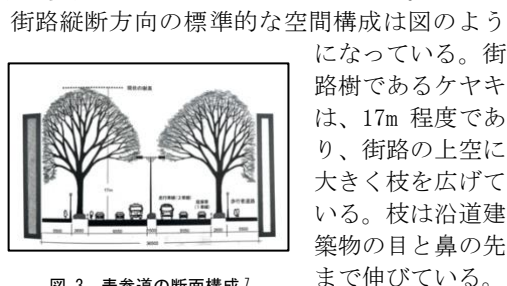 街路縦断方向の標準的な空間構成は図のよう
になっている。街
路樹であるケヤキ
は、17m 程度であ
り、街路の上空に
大きく枝を広げて
いる。枝は沿道建
築物の目と鼻の先
まで伸びている。
17m
図 3 表参道の断面構成7